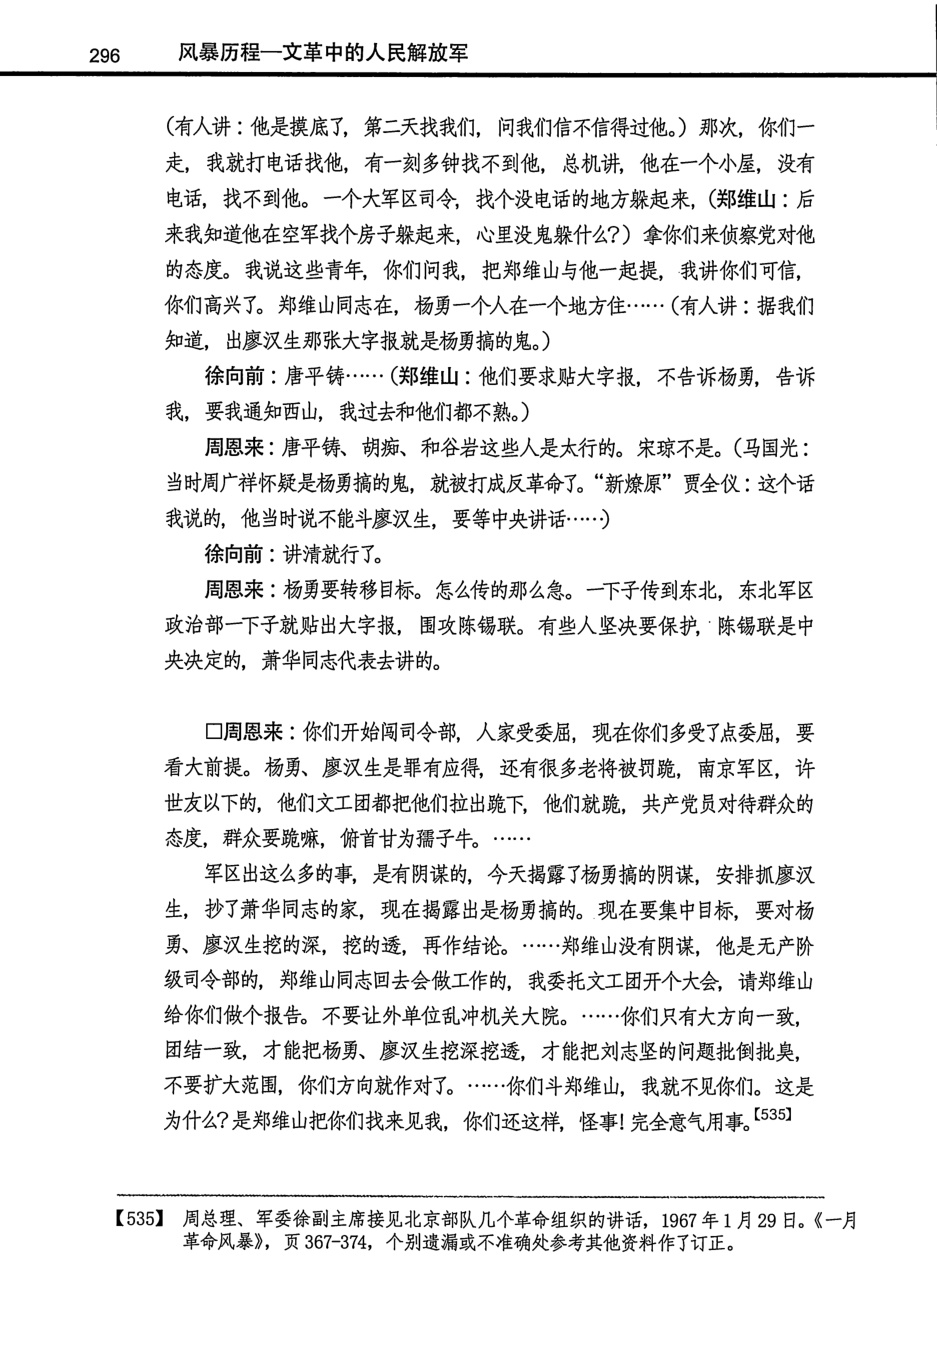 296 风暴历程—文革中的人民解放军
(有人讲：他是摸底了，第二天找我们，问我们信不信得过他。）那次，你们一
走，我就打电话找他，有一刻多钟找不到他，总机讲，他在一个小屋，没有
电话，找不到他。一个大军区司令，找个没电话的地方躲起来，(郑维山：后
来我知道他在空军找个房子躲起来，心里没鬼躲什么?）拿你们来侦察党对他
的态度。我说这些青年，你们问我，把郑维山与他一起提，我讲你们可信，
你们高兴了。郑维山同志在，杨勇一个人在一个地方住……(有人讲：据我们
知道，出廖汉生那张大字报就是杨勇搞的鬼。）
徐向前：唐平铸……(郑维山：他们要求贴大字报，不告诉杨勇，告诉
我，要我通知西山，我过去和他们都不熟。）
周恩来：唐平铸、胡痴、和谷岩这些人是太行的。宋琼不是。(马国光：
当时周广祥怀疑是杨勇搞的鬼，就被打成反革命了。“新燎原”贾全仪：这个话
我说的，他当时说不能斗廖汉生，要等中央讲话……)
徐向前：讲清就行了。
周恩来：杨勇要转移目标。怎么传的那么急。一下子传到东北，东北军区
政治部一下子就贴出大字报，围攻陈锡联。有些人坚决要保护，陈锡联是中
央决定的，萧华同志代表去讲的。
□周恩来：你们开始闯司令部，人家受委屈，现在你们多受了点委屈，要
看大前提。杨勇、廖汉生是罪有应得，还有很多老将被罚跪，南京军区，许
世友以下的，他们文工团都把他们拉出跪下，他们就跪，共产党员对待群众的
态度，群众要跪嘛，俯首甘为孺子牛。……
军区出这么多的事，是有阴谋的，今天揭露了杨勇搞的阴谋，安排抓廖汉
生，抄了萧华同志的家，现在揭露出是杨勇搞的。现在要集中目标，要对杨
勇、廖汉生挖的深，挖的透，再作结论。……郑维山没有阴谋，他是无产阶
级司令部的，郑维山同志回去会做工作的，我委托文工团开个大会，请郑维山
给你们做个报告。不要让外单位乱冲机关大院。……你们只有大方向一致，
团结一致，才能把杨勇、廖汉生挖深挖透，才能把刘志坚的问题批倒批臭，
不要扩大范围，你们方向就作对了。……你们斗郑维山，我就不见你们。这是
为什么?是郑维山把你们找来见我，你们还这样，怪事!完全意气用事。【535】
【535】 周总理、军委徐副主席接见北京部队几个革命组织的讲话，1967年1月29日。《一月
革命风暴》，页367-374，个别遗漏或不准确处参考其他资料作了订正。